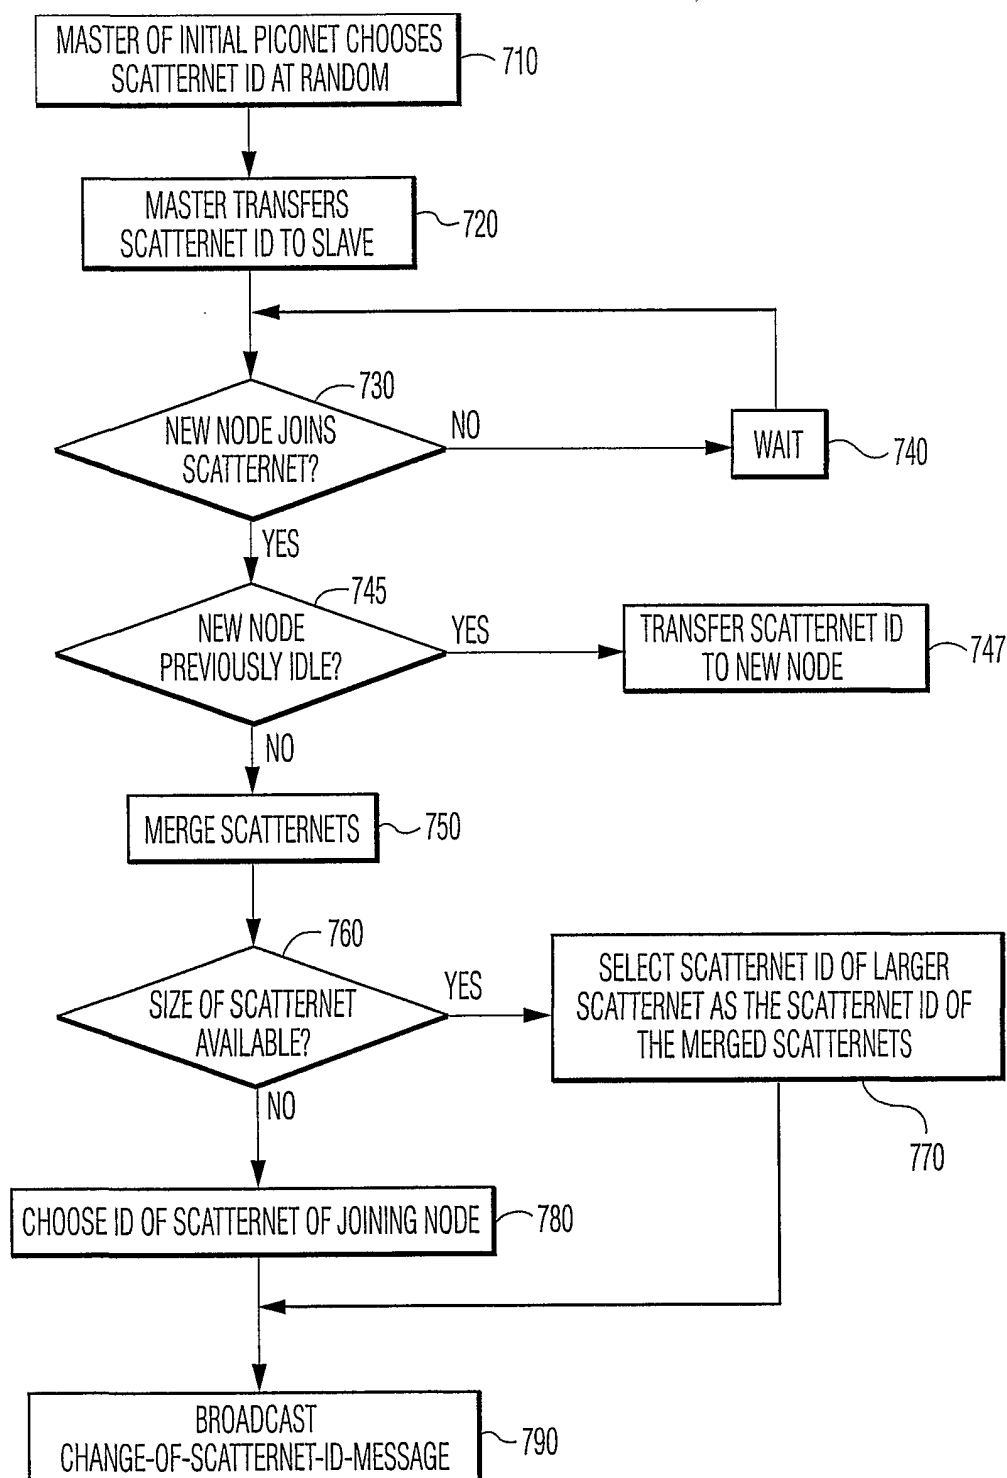 MASTER OF INITIAL PICONET CHOOSES
SCATTERNET ID AT RANDOM
710
MASTER TRANSFERS
SCATTERNET ID TO SLAVE
720
730
NEW NODE JOINS
SCATTERNET?
NO
WAIT
740
YES
745
NEW NODE
PREVIOUSLY IDLE?
YES
TRANSFER SCATTERNET ID
TO NEW NODE
747
NO
MERGE SCATTERNETS
750
760
SIZE OF SCATTERNET
AVAILABLE?
YES
SELECT SCATTERNET ID OF LARGER
SCATTERNET AS THE SCATTERNET ID OF
THE MERGED SCATTERNETS
770
NO
CHOOSE ID OF SCATTERNET OF JOINING NODE
780
BROADCAST
CHANGE-OF-SCATTERNET-ID-MESSAGE
790